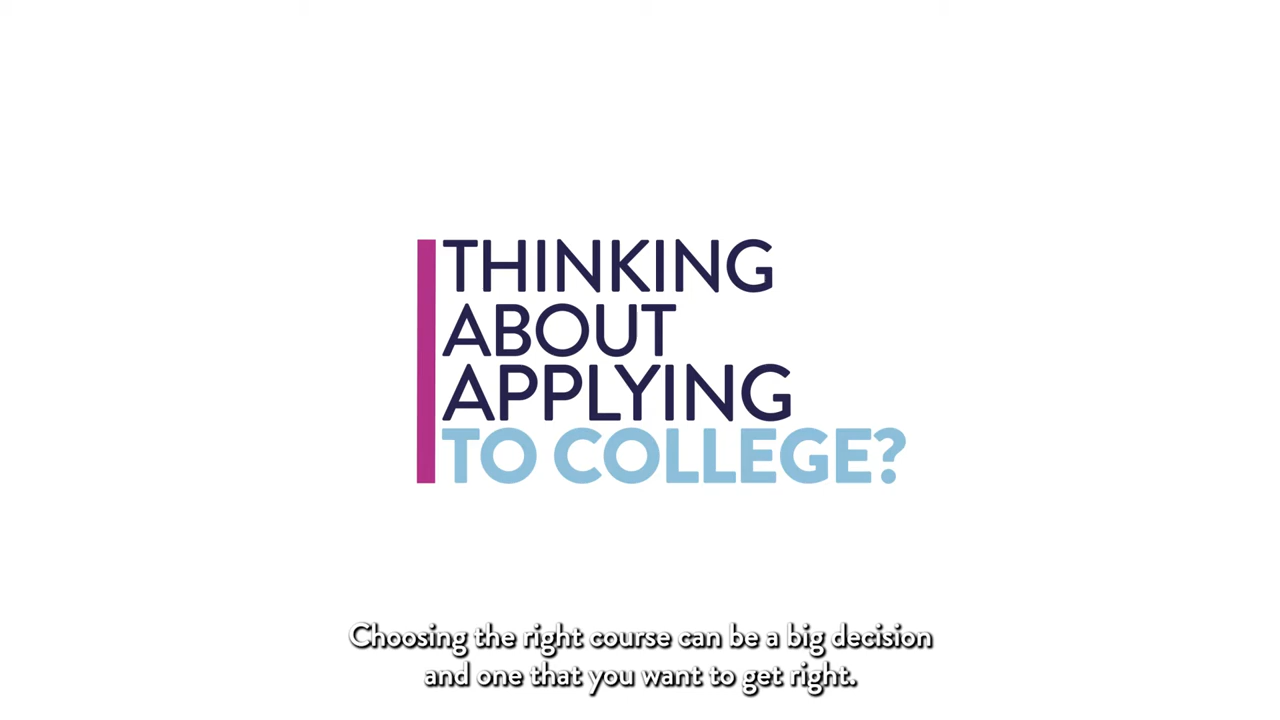 THINKING
ABOUT
APPLYING
TO COLLEGE?
Choosing the right course can be a big decision
and one that you want to get right.